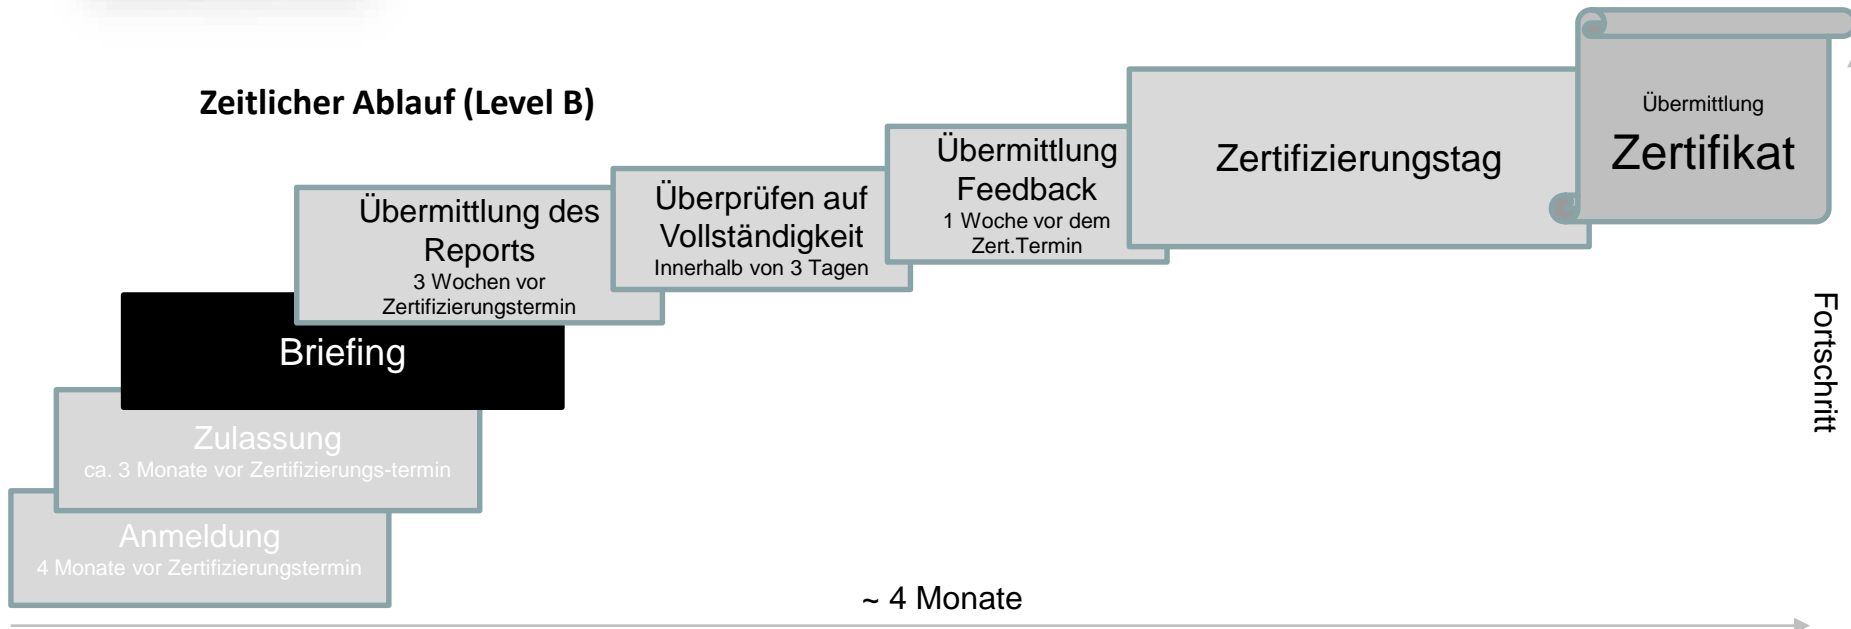 Zeitlicher Ablauf (Level B)
Übermittlung
Zertifikat
Zertifizierungstag
Übermittlung
Feedback
1 Woche vor dem
Zert.Termin
Überprüfen auf
Vollständigkeit
Innerhalb von 3 Tagen
Übermittlung des
Reports
3 Wochen vor
Zertifizierungstermin
Briefing
Zulassung
ca. 3 Monate vor Zertifizierungs-termin
Anmeldung
4 Monate vor Zertifizierungstermin
~ 4 Monate
Fortschritt